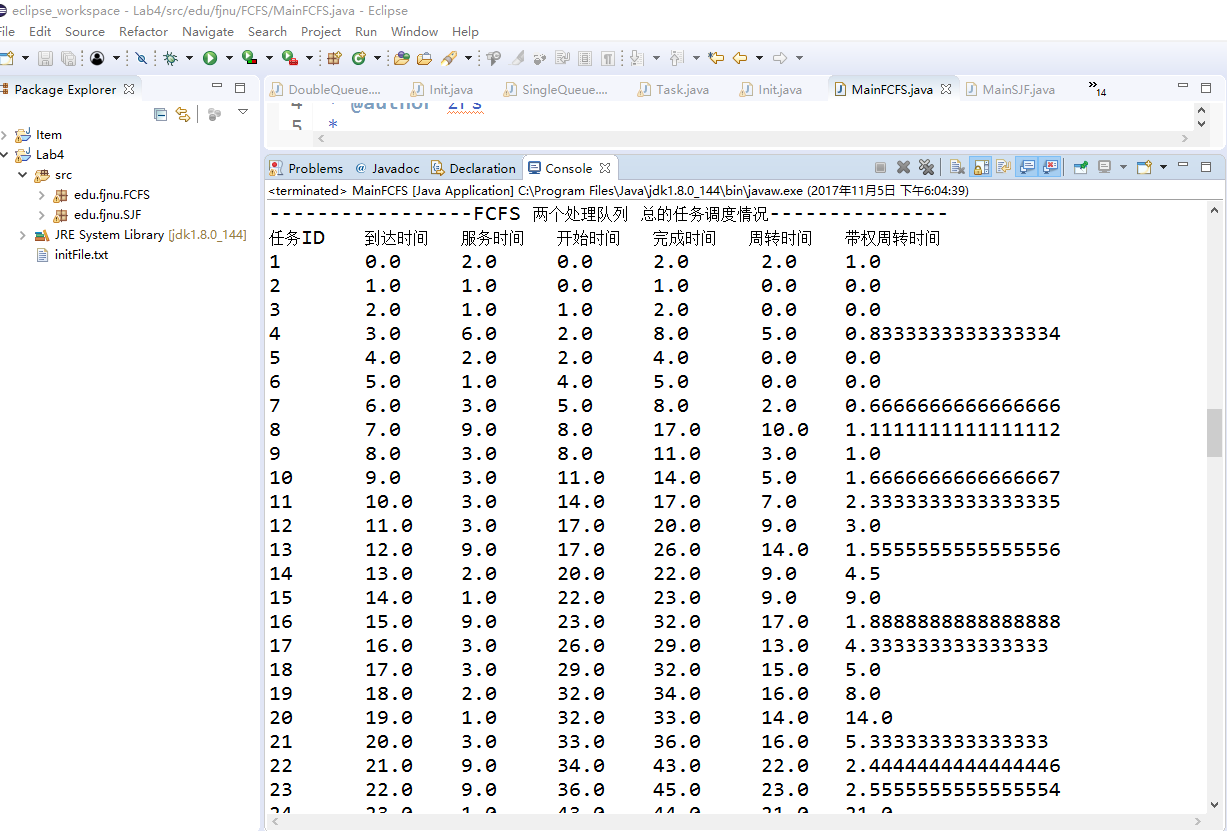 eclipse_workspace - Lab4/src/edu/fjnu/FCFS/MainFCFS.java - Eclipse
File Edit Source Refactor Navigate Search Project Run Window Help
Package Explorer
DoubleQueue.... Init.java SingleQueue.... Task.java Init.java MainFCFS.java MainSJF.java »14
4 * @author zfs
5 *
Item
Lab4
src
edu.fjnu.FCFS
edu.fjnu.SJF
JRE System Library [jdk1.8.0_144]
initFile.txt
Problems @ Javadoc Declaration Console
<terminated> MainFCFS [Java Application] C:\Program Files\Java\jdk1.8.0_144\bin\javaw.exe (2017年11月5日 下午6:04:39)
-----------------FCFS 两个处理队列 总的任务调度情况---------------
任务ID 到达时间 服务时间 开始时间 完成时间 周转时间 带权周转时间
1 0.0 2.0 0.0 2.0 2.0 1.0
2 1.0 1.0 0.0 1.0 0.0 0.0
3 2.0 1.0 1.0 2.0 0.0 0.0
4 3.0 6.0 2.0 8.0 5.0 0.8333333333333334
5 4.0 2.0 2.0 4.0 0.0 0.0
6 5.0 1.0 4.0 5.0 0.0 0.0
7 6.0 3.0 5.0 8.0 2.0 0.6666666666666666
8 7.0 9.0 8.0 17.0 10.0 1.1111111111111112
9 8.0 3.0 8.0 11.0 3.0 1.0
10 9.0 3.0 11.0 14.0 5.0 1.6666666666666667
11 10.0 3.0 14.0 17.0 7.0 2.3333333333333335
12 11.0 3.0 17.0 20.0 9.0 3.0
13 12.0 9.0 17.0 26.0 14.0 1.5555555555555556
14 13.0 2.0 20.0 22.0 9.0 4.5
15 14.0 1.0 22.0 23.0 9.0 9.0
16 15.0 9.0 23.0 32.0 17.0 1.8888888888888888
17 16.0 3.0 26.0 29.0 13.0 4.333333333333333
18 17.0 3.0 29.0 32.0 15.0 5.0
19 18.0 2.0 32.0 34.0 16.0 8.0
20 19.0 1.0 32.0 33.0 14.0 14.0
21 20.0 3.0 33.0 36.0 16.0 5.333333333333333
22 21.0 9.0 34.0 43.0 22.0 2.4444444444444446
23 22.0 9.0 36.0 45.0 23.0 2.5555555555555554
24 23.0 1.0 43.0 44.0 21.0 21.0